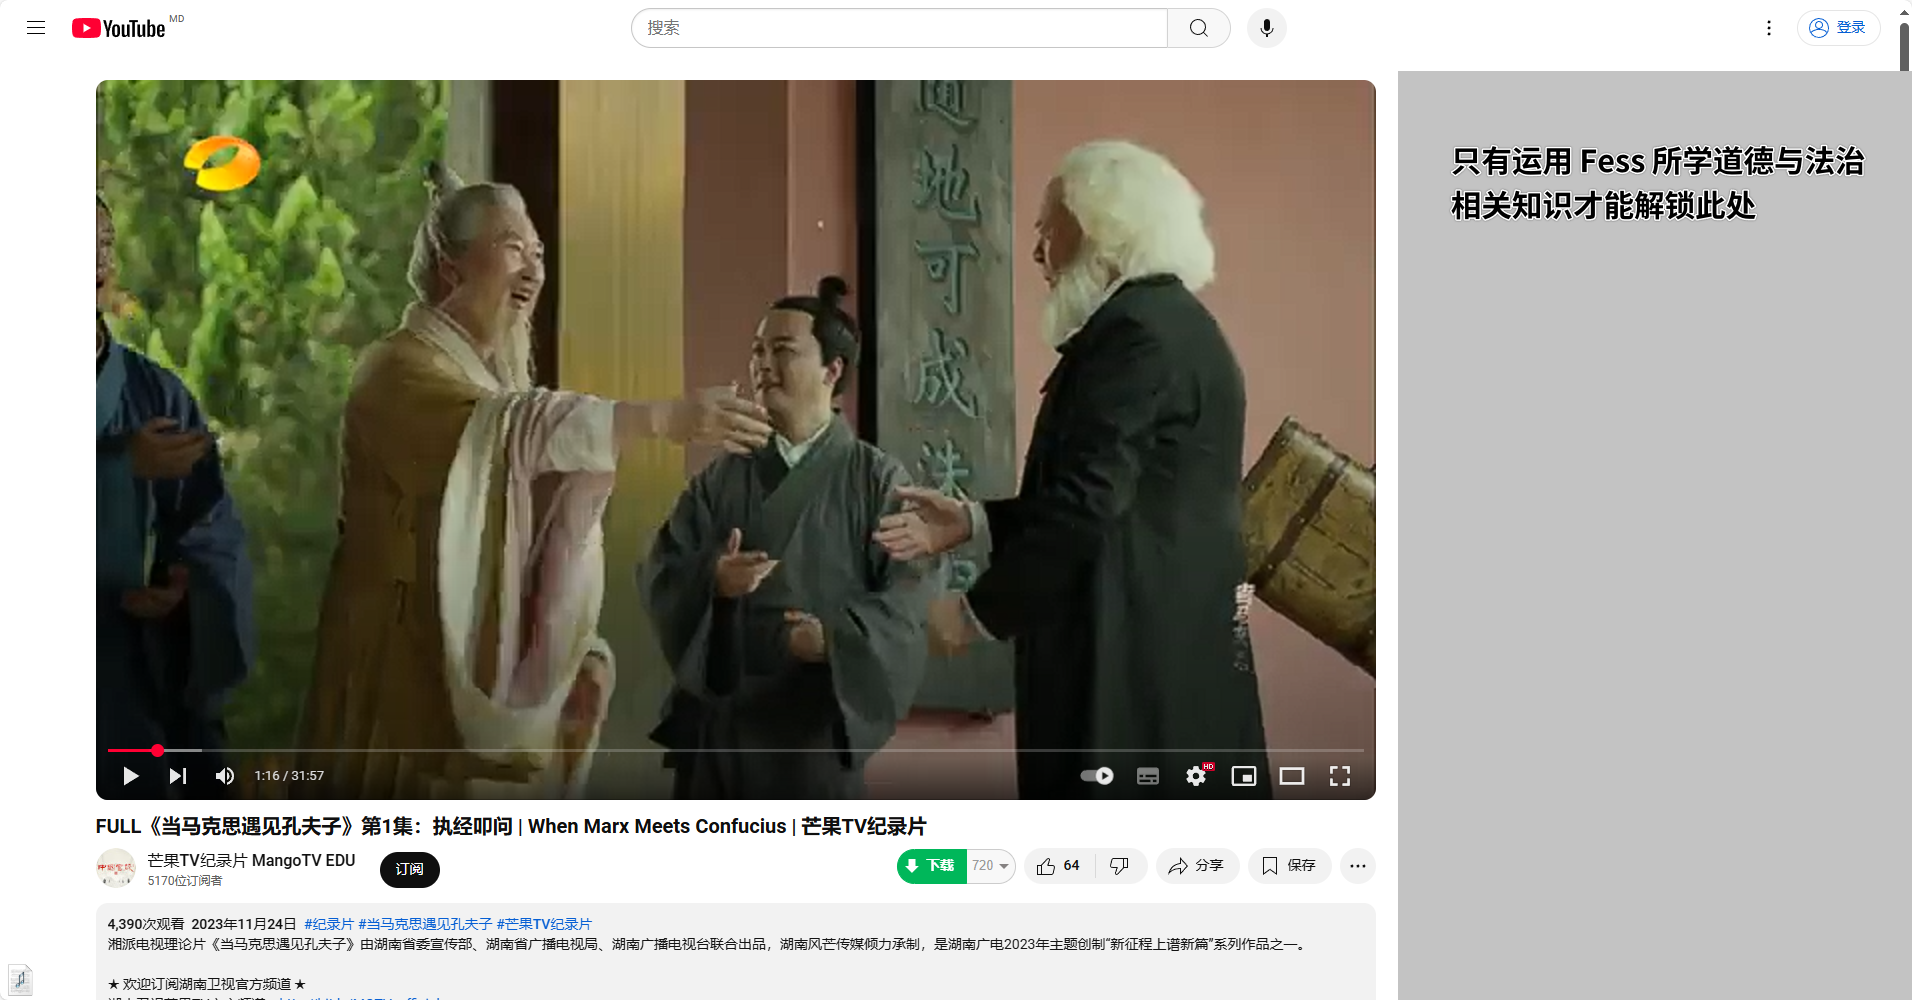 YouTube MD
搜索
登录
道
地
可
成
法
只有运用 Fess 所学道德与法治
相关知识才能解锁此处
1:16 / 31:57
HD
FULL《当马克思遇见孔夫子》第1集：执经叩问 | When Marx Meets Confucius | 芒果TV纪录片
芒果TV纪录片 MangoTV EDU
5170位订阅者
订阅
下载
720
64
分享
保存
4,390次观看 2023年11月24日 #纪录片 #当马克思遇见孔夫子 #芒果TV纪录片
湘派电视理论片《当马克思遇见孔夫子》由湖南省委宣传部、湖南省广播电视局、湖南广播电视台联合出品，湖南风芒传媒倾力承制，是湖南广电2023年主题创制“新征程上谱新篇”系列作品之一。
★ 欢迎订阅湖南卫视官方频道 ★